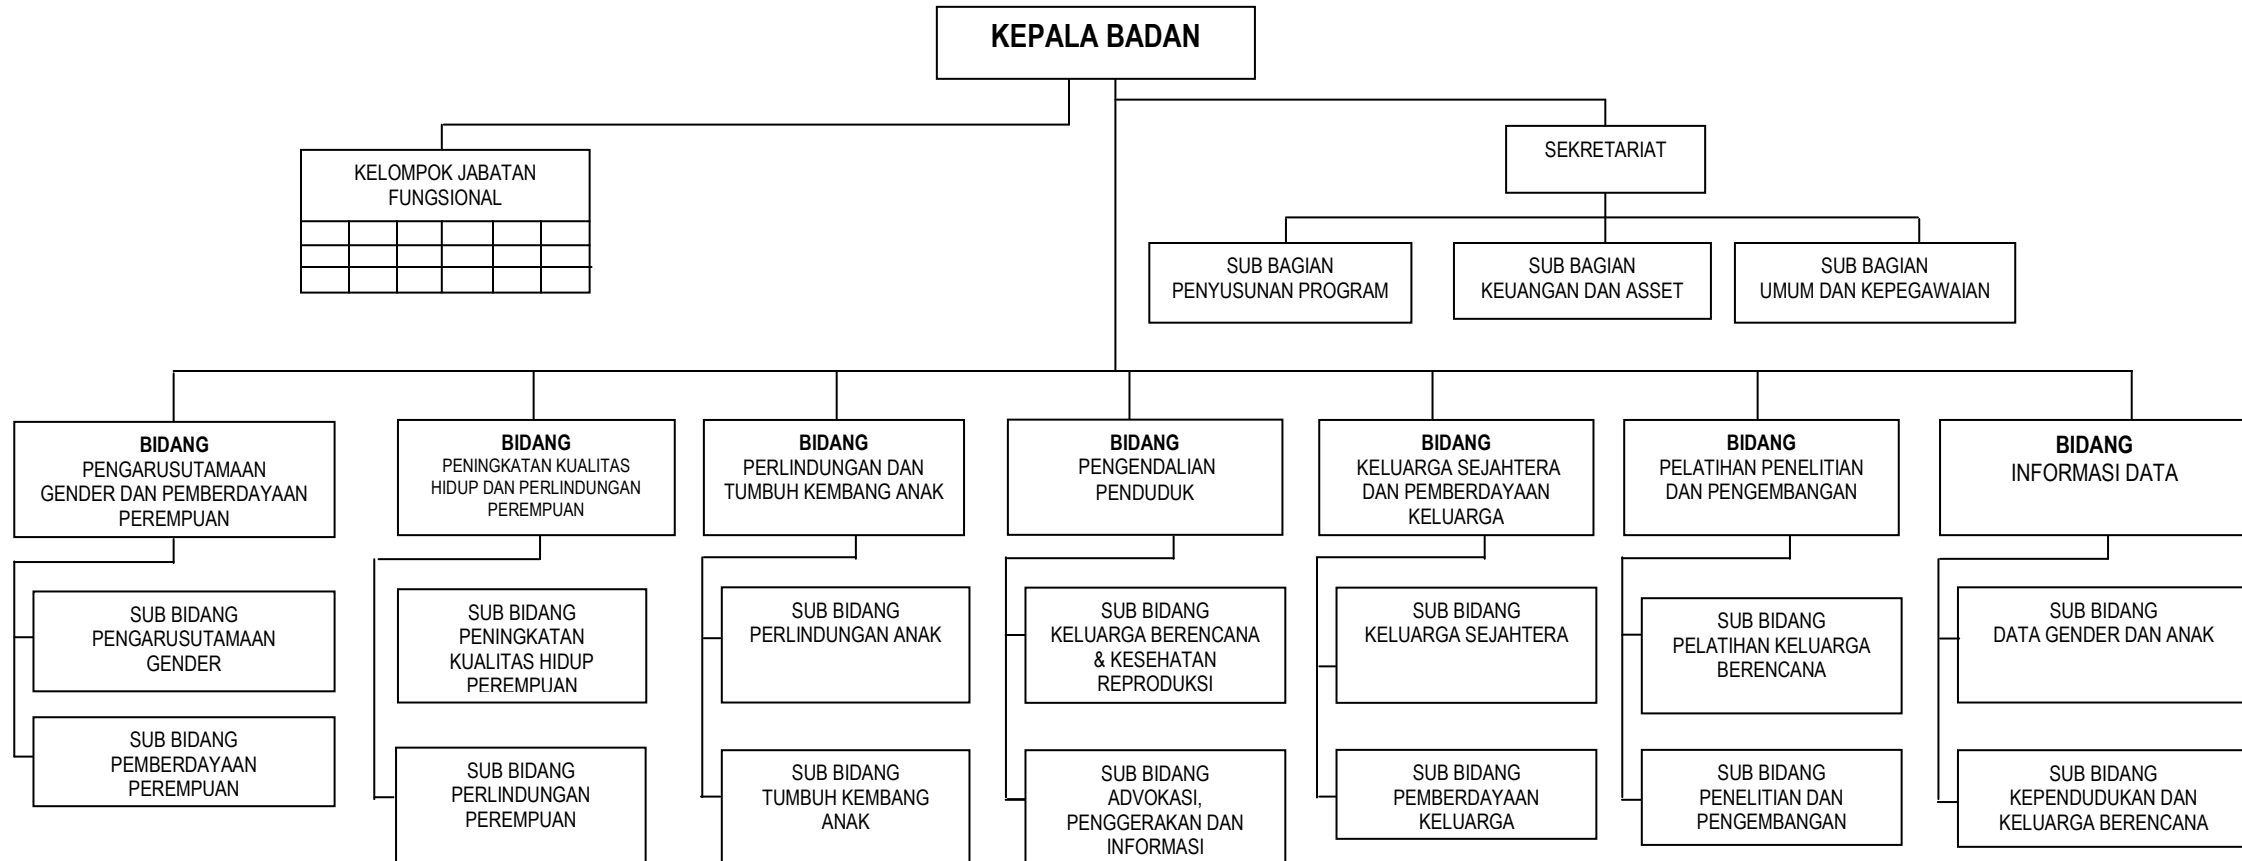 KEPALA BADAN
KELOMPOK JABATAN
FUNGSIONAL
SEKRETARIAT
SUB BAGIAN
PENYUSUNAN PROGRAM
SUB BAGIAN
KEUANGAN DAN ASSET
SUB BAGIAN
UMUM DAN KEPEGAWAIAN
BIDANG
PENGARUSUTAMAAN
GENDER DAN PEMBERDAYAAN
PEREMPUAN
BIDANG
PENINGKATAN KUALITAS
HIDUP DAN PERLINDUNGAN
PEREMPUAN
BIDANG
PERLINDUNGAN DAN
TUMBUH KEMBANG ANAK
BIDANG
PENGENDALIAN
PENDUDUK
BIDANG
KELUARGA SEJAHTERA
DAN PEMBERDAYAAN
KELUARGA
BIDANG
PELATIHAN PENELITIAN
DAN PENGEMBANGAN
BIDANG
INFORMASI DATA
SUB BIDANG
PENGARUSUTAMAAN
GENDER
SUB BIDANG
PENINGKATAN
KUALITAS HIDUP
PEREMPUAN
SUB BIDANG
PERLINDUNGAN ANAK
SUB BIDANG
KELUARGA BERENCANA
& KESEHATAN
REPRODUKSI
SUB BIDANG
KELUARGA SEJAHTERA
SUB BIDANG
PELATIHAN KELUARGA
BERENCANA
SUB BIDANG
DATA GENDER DAN ANAK
SUB BIDANG
PEMBERDAYAAN
PEREMPUAN
SUB BIDANG
PERLINDUNGAN
PEREMPUAN
SUB BIDANG
TUMBUH KEMBANG
ANAK
SUB BIDANG
ADVOKASI,
PENGGERAKAN DAN
INFORMASI
SUB BIDANG
PEMBERDAYAAN
KELUARGA
SUB BIDANG
PENELITIAN DAN
PENGEMBANGAN
SUB BIDANG
KEPENDUDUKAN DAN
KELUARGA BERENCANA